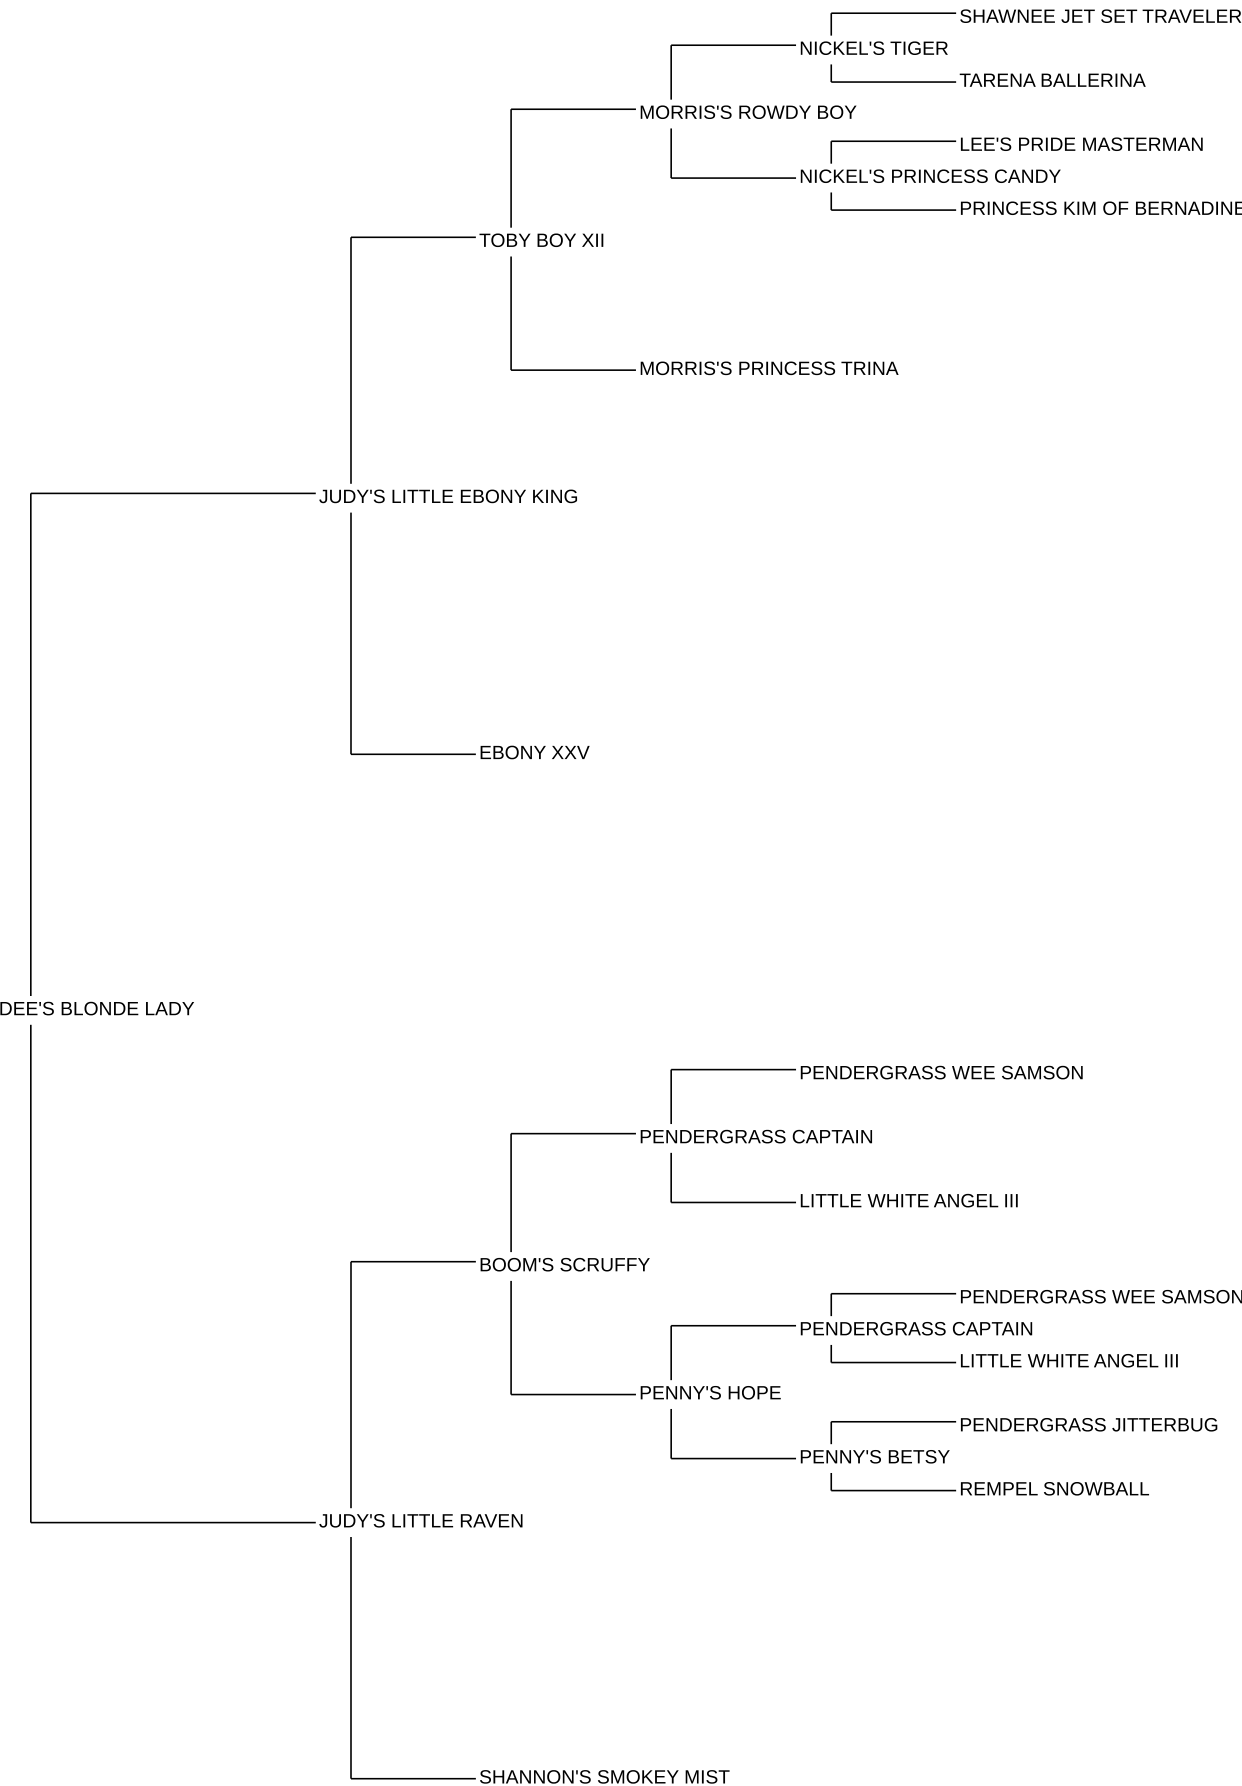 SHAWNEE JET SET TRAVELER
NICKEL'S TIGER
TARENA BALLERINA
MORRIS'S ROWDY BOY
LEE'S PRIDE MASTERMAN
NICKEL'S PRINCESS CANDY
PRINCESS KIM OF BERNADINE
TOBY BOY XII
MORRIS'S PRINCESS TRINA
JUDY'S LITTLE EBONY KING
EBONY XXV
DEE'S BLONDE LADY
PENDERGRASS WEE SAMSON
PENDERGRASS CAPTAIN
LITTLE WHITE ANGEL III
BOOM'S SCRUFFY
PENDERGRASS WEE SAMSON
PENDERGRASS CAPTAIN
LITTLE WHITE ANGEL III
PENNY'S HOPE
PENDERGRASS JITTERBUG
PENNY'S BETSY
REMPEL SNOWBALL
JUDY'S LITTLE RAVEN
SHANNON'S SMOKEY MIST